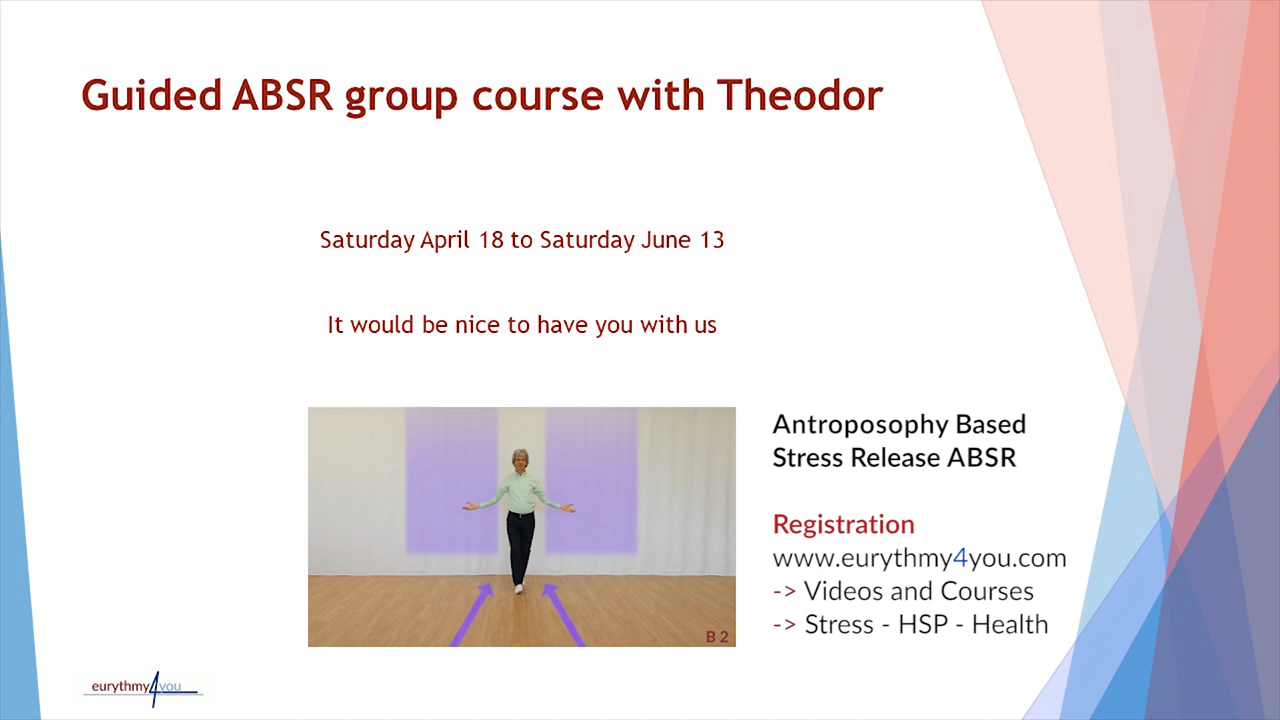 Guided ABSR group course with Theodor
Saturday April 18 to Saturday June 13
It would be nice to have you with us
Antroposophy Based
Stress Release ABSR
Registration
www.eurythmy4you.com
-> Videos and Courses
-> Stress - HSP - Health
B 2
eurythmy4you